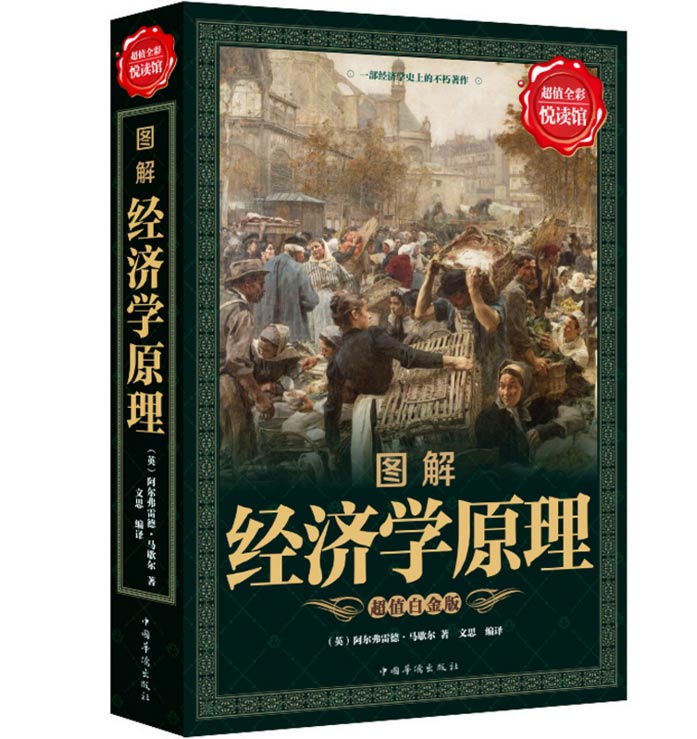 超值全彩
悦读馆
图解
经济学原理
(英)阿尔弗雷德·马歇尔 著
文思 编译
中国华侨出版社
一部经济学史上的不朽著作
超值全彩
悦读馆
图解
经济学原理
超值白金版
(英)阿尔弗雷德·马歇尔 著 文思 编译
中国华侨出版社